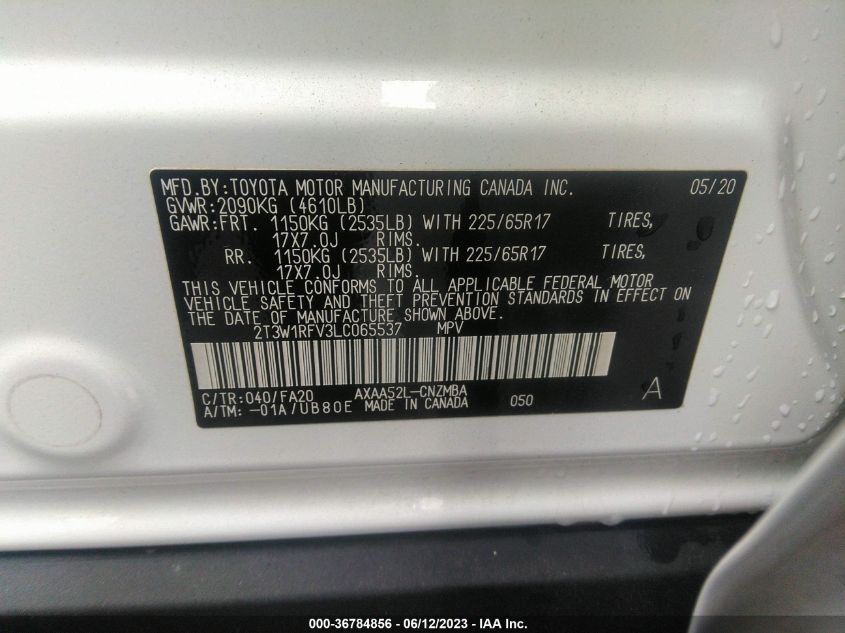 MFD.BY:TOYOTA MOTOR MANUFACTURING CANADA INC. 05/20
GVWR:2090KG (4610LB)
GAWR:FRT. 1150KG (2535LB) WITH 225/65R17 TIRES,
17X7.0J RIMS.
RR. 1150KG (2535LB) WITH 225/65R17 TIRES,
17X7.0J RIMS.
THIS VEHICLE CONFORMS TO ALL APPLICABLE FEDERAL MOTOR
VEHICLE SAFETY AND THEFT PREVENTION STANDARDS IN EFFECT ON
THE DATE OF MANUFACTURE SHOWN ABOVE.
2T3W1RFV3LC065537 MPV
C/TR:040/FA20 AXAA52L-CNZMBA
A/TM:-01A/UB80E MADE IN CANADA 050 A
000-36784856 - 06/12/2023 - IAA Inc.